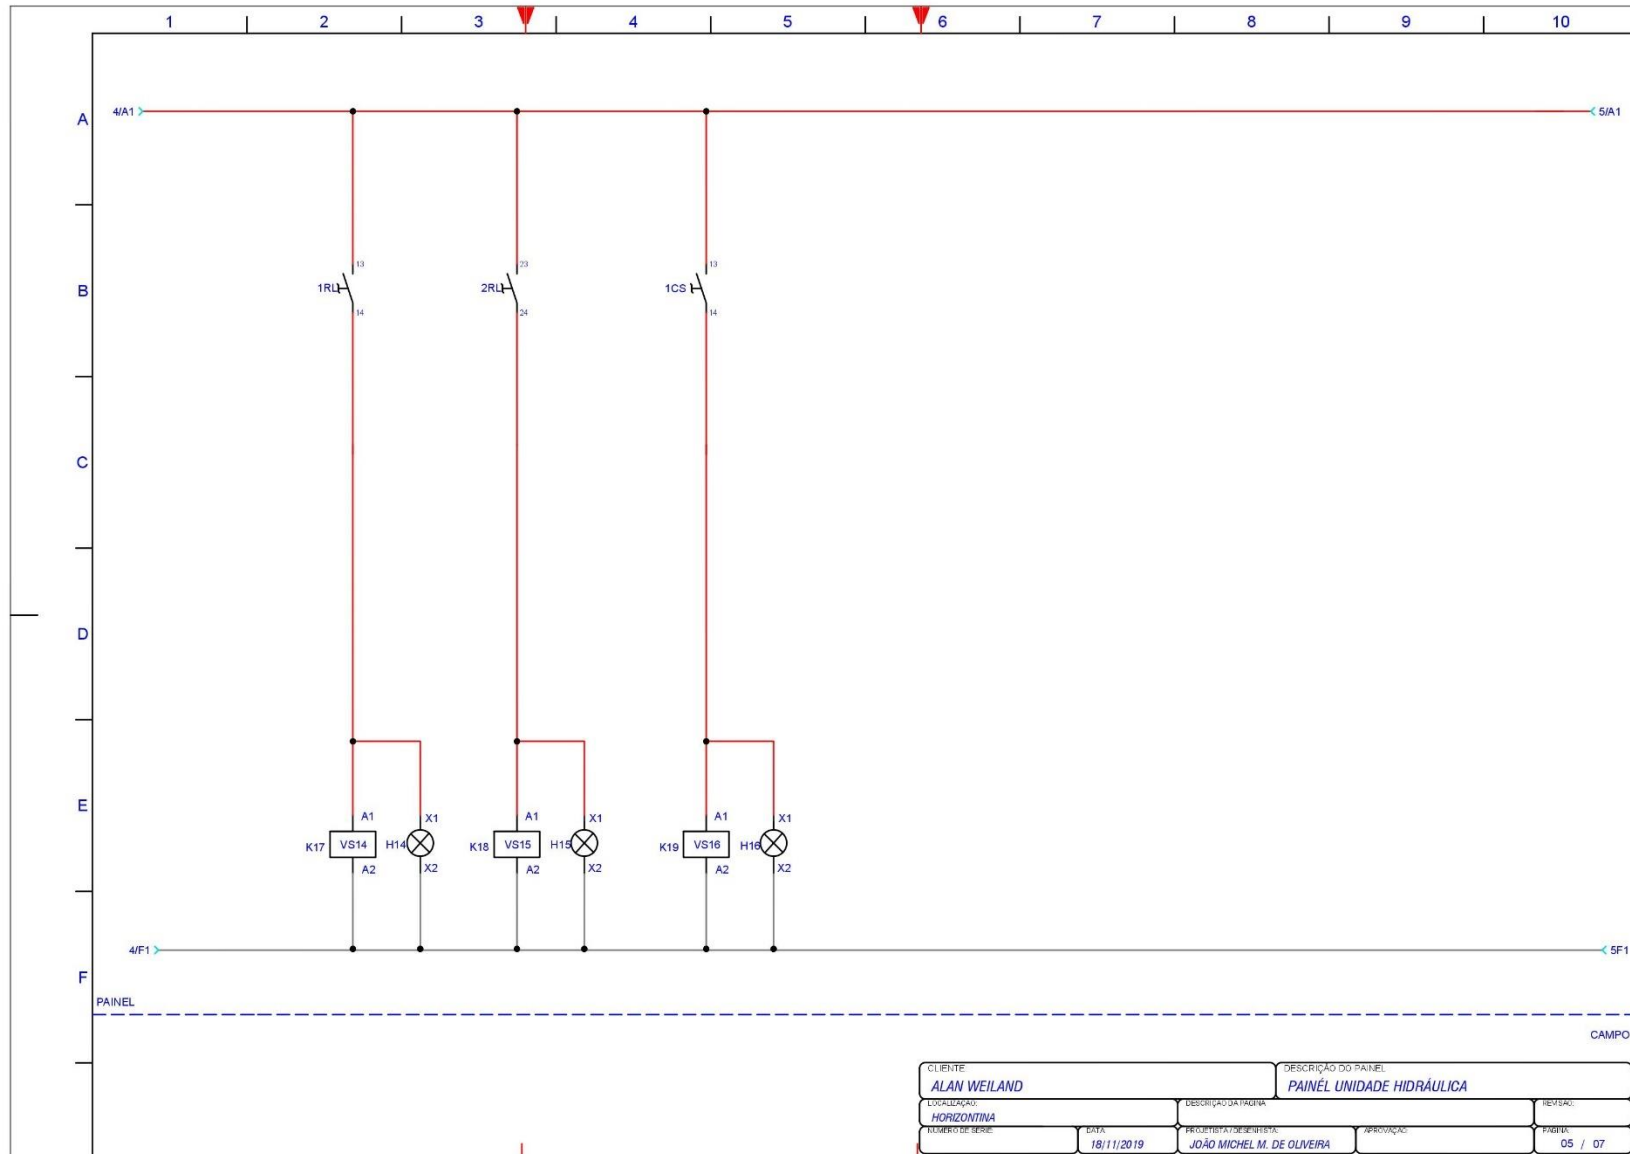 1 2 3 4 5 6 7 8 9 10
A 4/A1 5/A1
13 23 13
B 1RL 2RL 1CS
14 24 14
C
D
E
A1 X1 A1 X1 A1 X1
K17 VS14 H14 K18 VS15 H15 K19 VS16 H16
A2 X2 A2 X2 A2 X2
4/F1 5F1
F
PAINEL
CAMPO
CLIENTE DESCRIÇÃO DO PAINEL
ALAN WEILAND PAINÉL UNIDADE HIDRÁULICA
LOCALIZAÇÃO: DESCRIÇÃO DA PAGINA REVISÃO:
HORIZONTINA
NUMERO DE SERIE DATA PROJETISTA / DESENHISTA: APROVAÇÃO: PAGINA
18/11/2019 JOÃO MICHEL M. DE OLIVEIRA 05 / 07